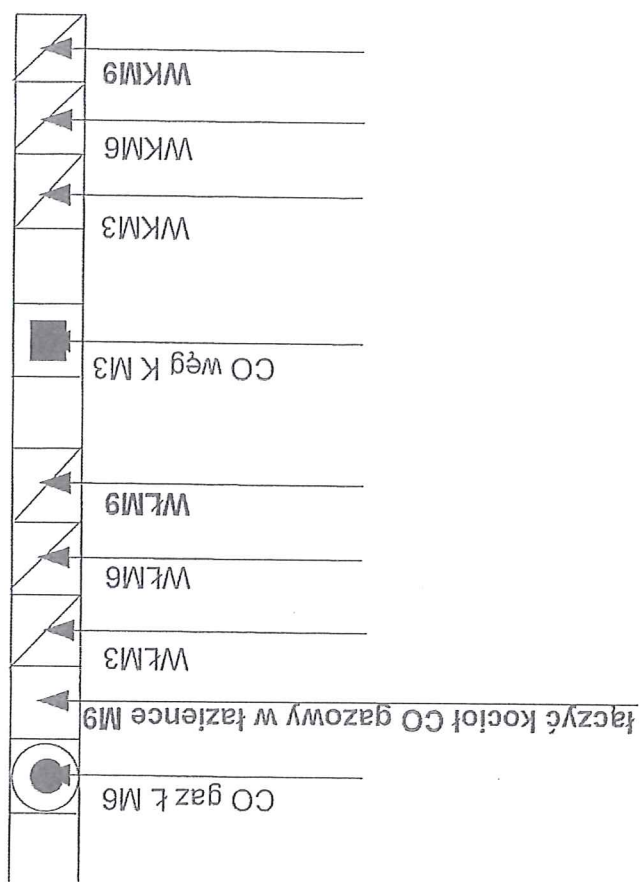 CO gaz Ł M6
łączyć kocioł CO gazowy w łazience M9
WŁM3
WŁM6
WŁM9
CO węg K M3
WKM3
WKM6
WKM9